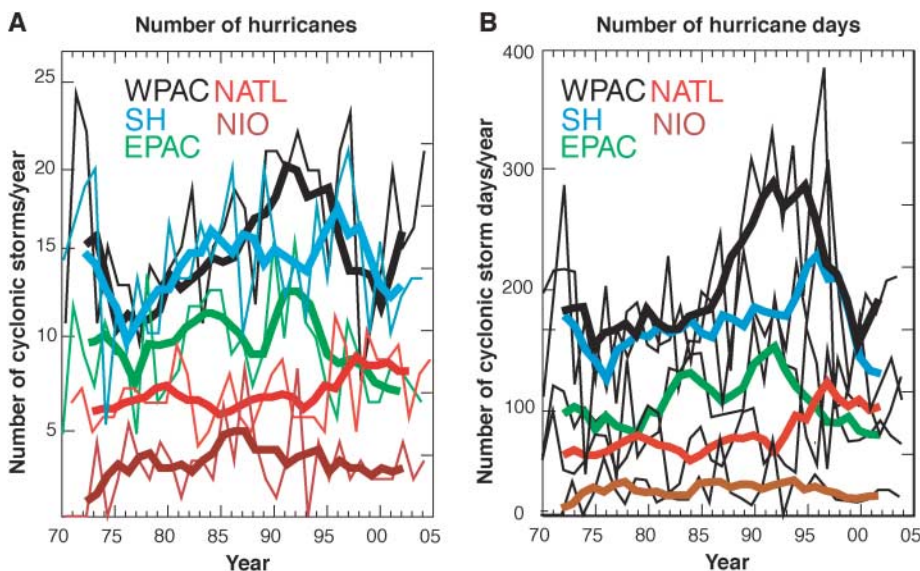 A
Number of hurricanes
Number of cyclonic storms/year
25
20
15
10
5
WPAC NATL
SH NIO
EPAC
70 75 80 85 90 95 00 05
Year
B
Number of hurricane days
Number of cyclonic storm days/year
400
300
200
100
0
WPAC NATL
SH NIO
EPAC
70 75 80 85 90 95 00 05
Year